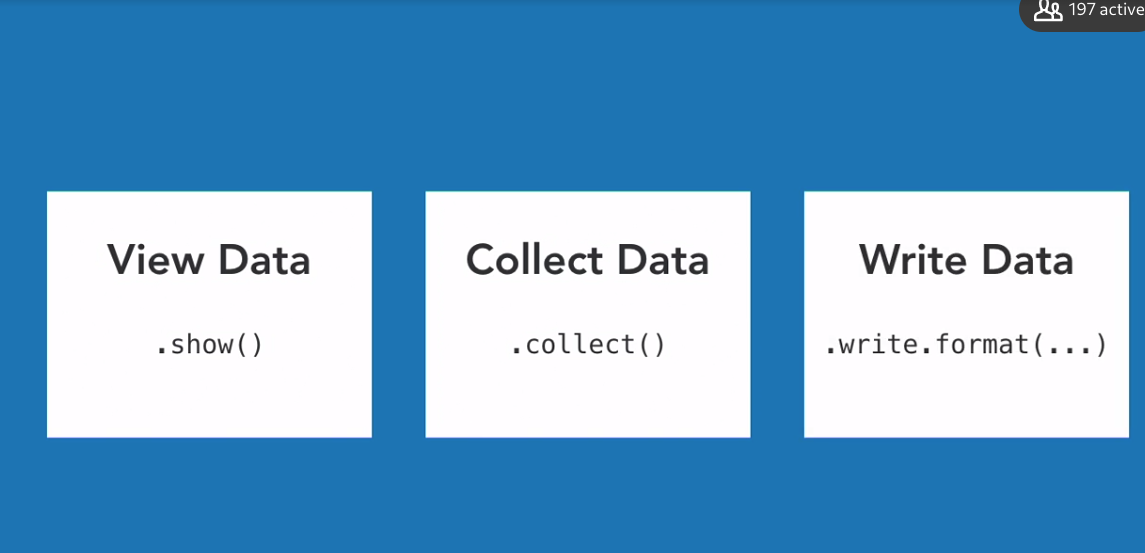 197 active
View Data
.show()
Collect Data
.collect()
Write Data
.write.format(...)